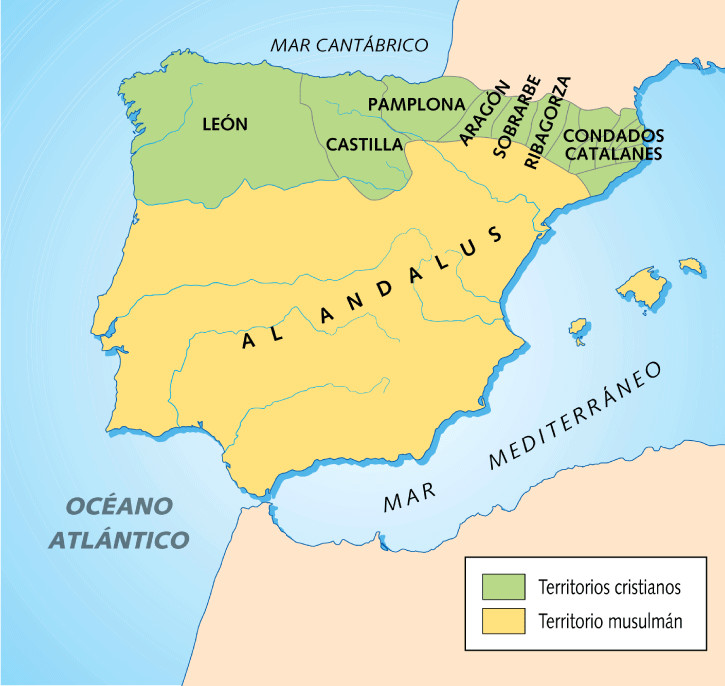 MAR CANTÁBRICO
LEÓN
CASTILLA
PAMPLONA
ARAGÓN
SOBRARBE
RIBAGORZA
CONDADOS
CATALANES
AL ANDALUS
MAR MEDITERRÁNEO
OCÉANO
ATLÁNTICO
Territorios cristianos
Territorio musulmán